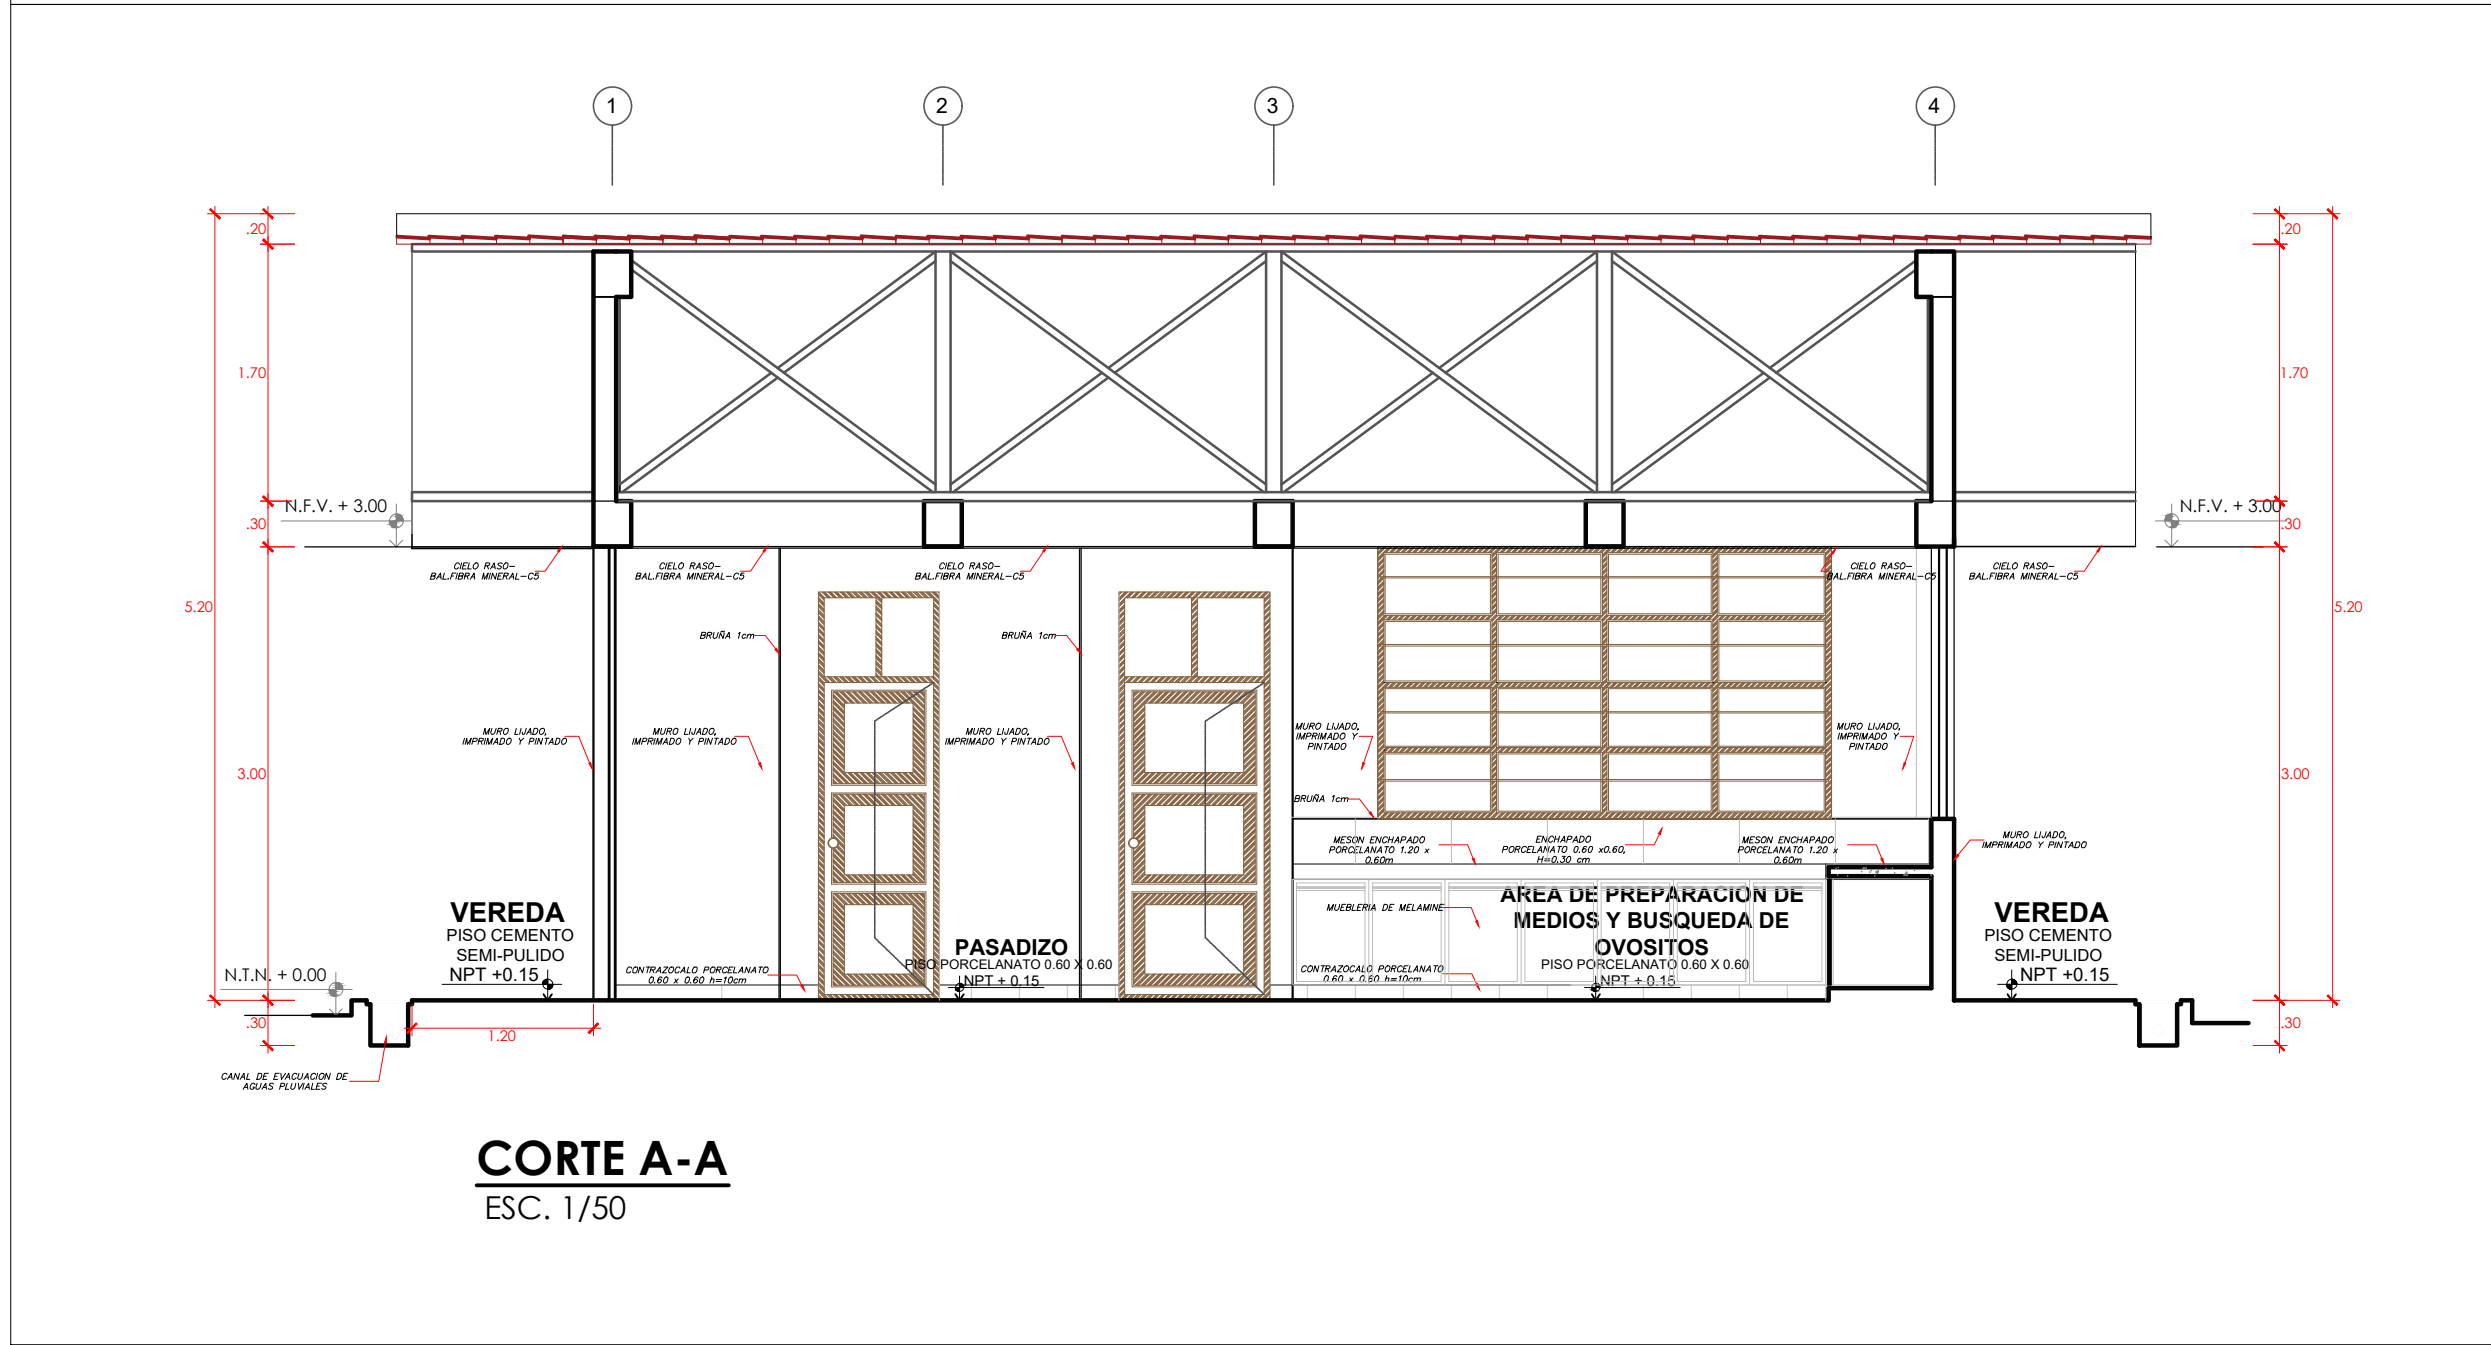 1
2
3
4
.20
.20
1.70
1.70
N.F.V. + 3.00
N.F.V. + 3.00
.30
.30
CIELO RASO-
BAL.FIBRA MINERAL-C5
CIELO RASO-
BAL.FIBRA MINERAL-C5
CIELO RASO-
BAL.FIBRA MINERAL-C5
CIELO RASO-
BAL.FIBRA MINERAL-C5
CIELO RASO-
BAL.FIBRA MINERAL-C5
5.20
5.20
BRUÑA 1cm
BRUÑA 1cm
MURO LIJADO,
IMPRIMADO Y PINTADO
MURO LIJADO,
IMPRIMADO Y PINTADO
MURO LIJADO,
IMPRIMADO Y PINTADO
MURO LIJADO,
IMPRIMADO Y
PINTADO
MURO LIJADO,
IMPRIMADO Y
PINTADO
3.00
3.00
BRUÑA 1cm
MESON ENCHAPADO
PORCELANATO 1.20 x
0.60m
ENCHAPADO
PORCELANATO 0.60 x0.60,
H=0.30 cm
MESON ENCHAPADO
PORCELANATO 1.20 x
0.60m
MURO LIJADO,
IMPRIMADO Y PINTADO
VEREDA
PISO CEMENTO
SEMI-PULIDO
NPT +0.15
MUEBLERIA DE MELAMINE
AREA DE PREPARACION DE
MEDIOS Y BUSQUEDA DE
OVOSITOS
PISO PORCELANATO 0.60 X 0.60
NPT + 0.15
VEREDA
PISO CEMENTO
SEMI-PULIDO
NPT +0.15
PASADIZO
PISO PORCELANATO 0.60 X 0.60
NPT + 0.15
N.T.N. + 0.00
CONTRAZOCALO PORCELANATO
0.60 x 0.60 h=10cm
CONTRAZOCALO PORCELANATO
0.60 x 0.60 h=10cm
.30
1.20
.30
CANAL DE EVACUACION DE
AGUAS PLUVIALES
CORTE A-A
ESC. 1/50